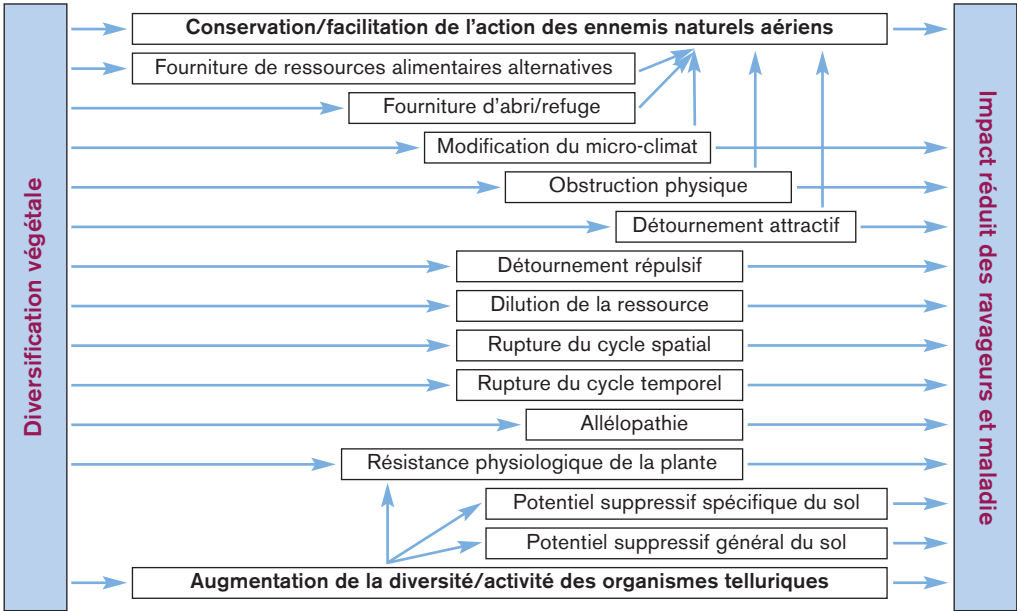 Diversification végétale
Conservation/facilitation de l'action des ennemis naturels aériens
Fourniture de ressources alimentaires alternatives
Fourniture d'abri/refuge
Modification du micro-climat
Obstruction physique
Détournement attractif
Détournement répulsif
Dilution de la ressource
Rupture du cycle spatial
Rupture du cycle temporel
Allélopathie
Résistance physiologique de la plante
Potentiel suppressif spécifique du sol
Potentiel suppressif général du sol
Augmentation de la diversité/activité des organismes telluriques
Impact réduit des ravageurs et maladie